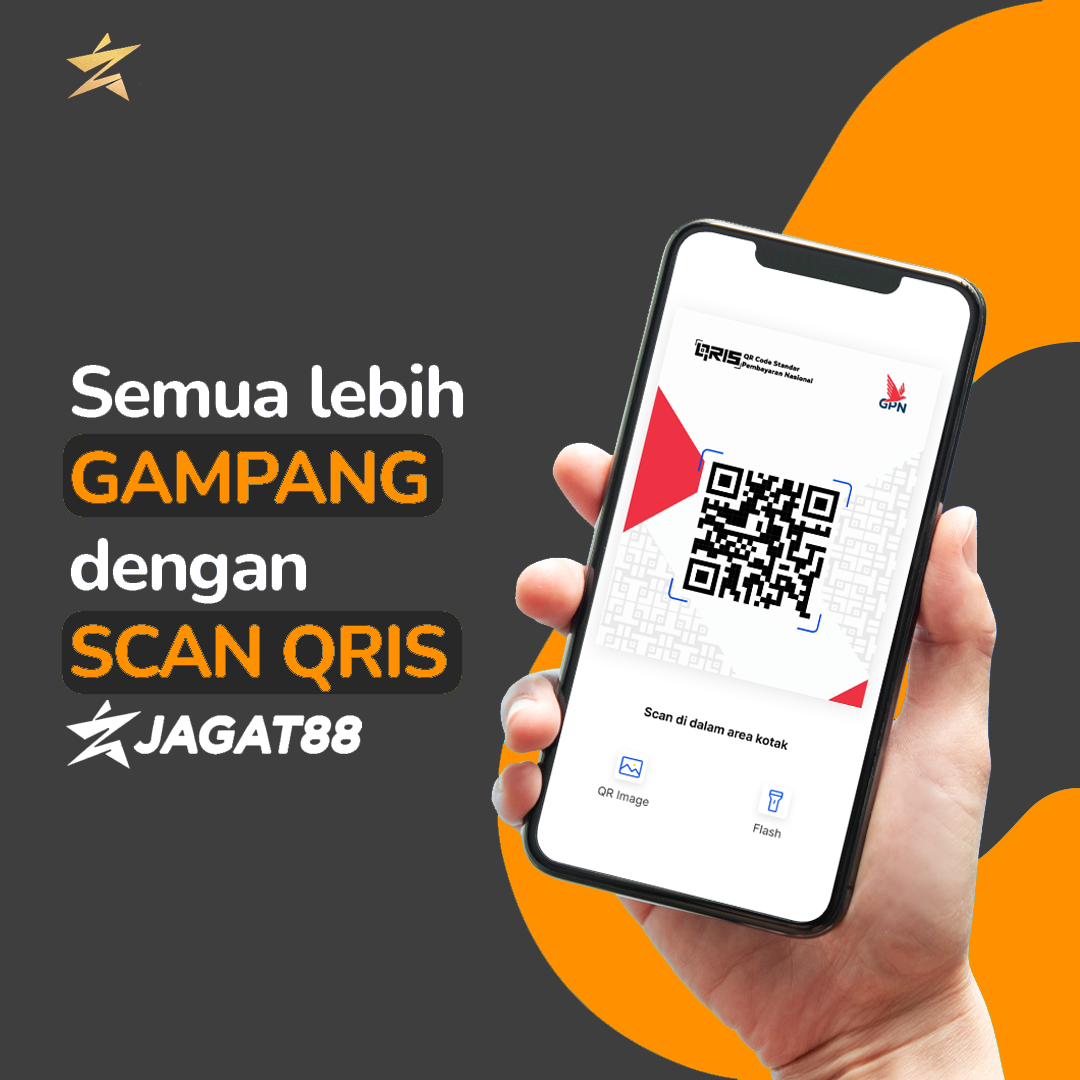 Semua lebih
GAMPANG
dengan
SCAN QRIS
JAGAT88
QRIS QR Code Standar
Pembayaran Nasional
GPN
Scan di dalam area kotak
QR Image
Flash